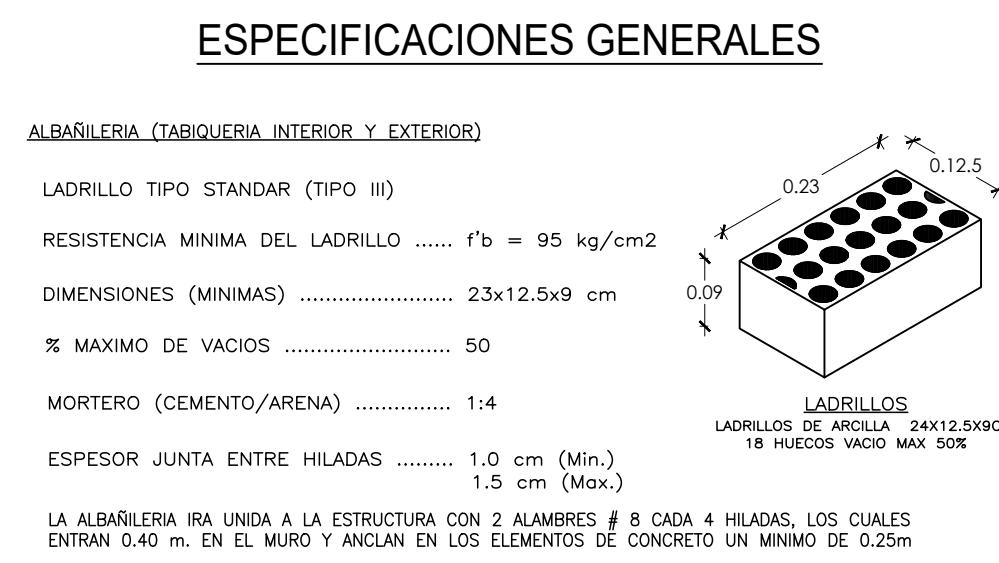 ESPECIFICACIONES GENERALES
ALBAÑILERIA (TABIQUERIA INTERIOR Y EXTERIOR)
LADRILLO TIPO STANDAR (TIPO III)
RESISTENCIA MINIMA DEL LADRILLO ...... f'b = 95 kg/cm2
DIMENSIONES (MINIMAS) ........................ 23x12.5x9 cm
% MAXIMO DE VACIOS .......................... 50
MORTERO (CEMENTO/ARENA) ............... 1:4
ESPESOR JUNTA ENTRE HILADAS ......... 1.0 cm (Min.)
1.5 cm (Max.)
LA ALBAÑILERIA IRA UNIDA A LA ESTRUCTURA CON 2 ALAMBRES # 8 CADA 4 HILADAS, LOS CUALES
ENTRAN 0.40 m. EN EL MURO Y ANCLAN EN LOS ELEMENTOS DE CONCRETO UN MINIMO DE 0.25m
0.23
0.12.5
0.09
LADRILLOS
LADRILLOS DE ARCILLA 24X12.5X9C
18 HUECOS VACIO MAX 50%